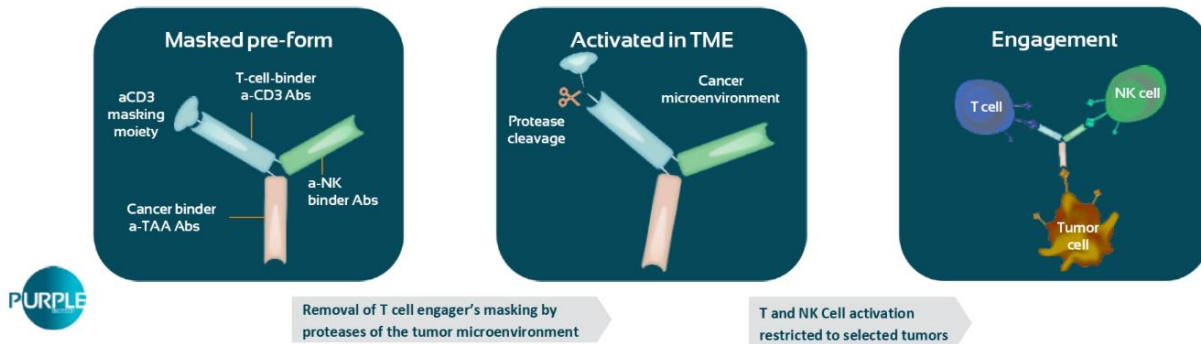 Masked pre-form
T-cell-binder
a-CD3 Abs
aCD3
masking
moiety
a-NK
binder Abs
Cancer binder
a-TAA Abs
Activated in TME
Cancer
microenvironment
Protease
cleavage
Engagement
T cell
NK cell
Tumor
cell
PURPLE
Removal of T cell engager's masking by
proteases of the tumor microenvironment
T and NK Cell activation
restricted to selected tumors